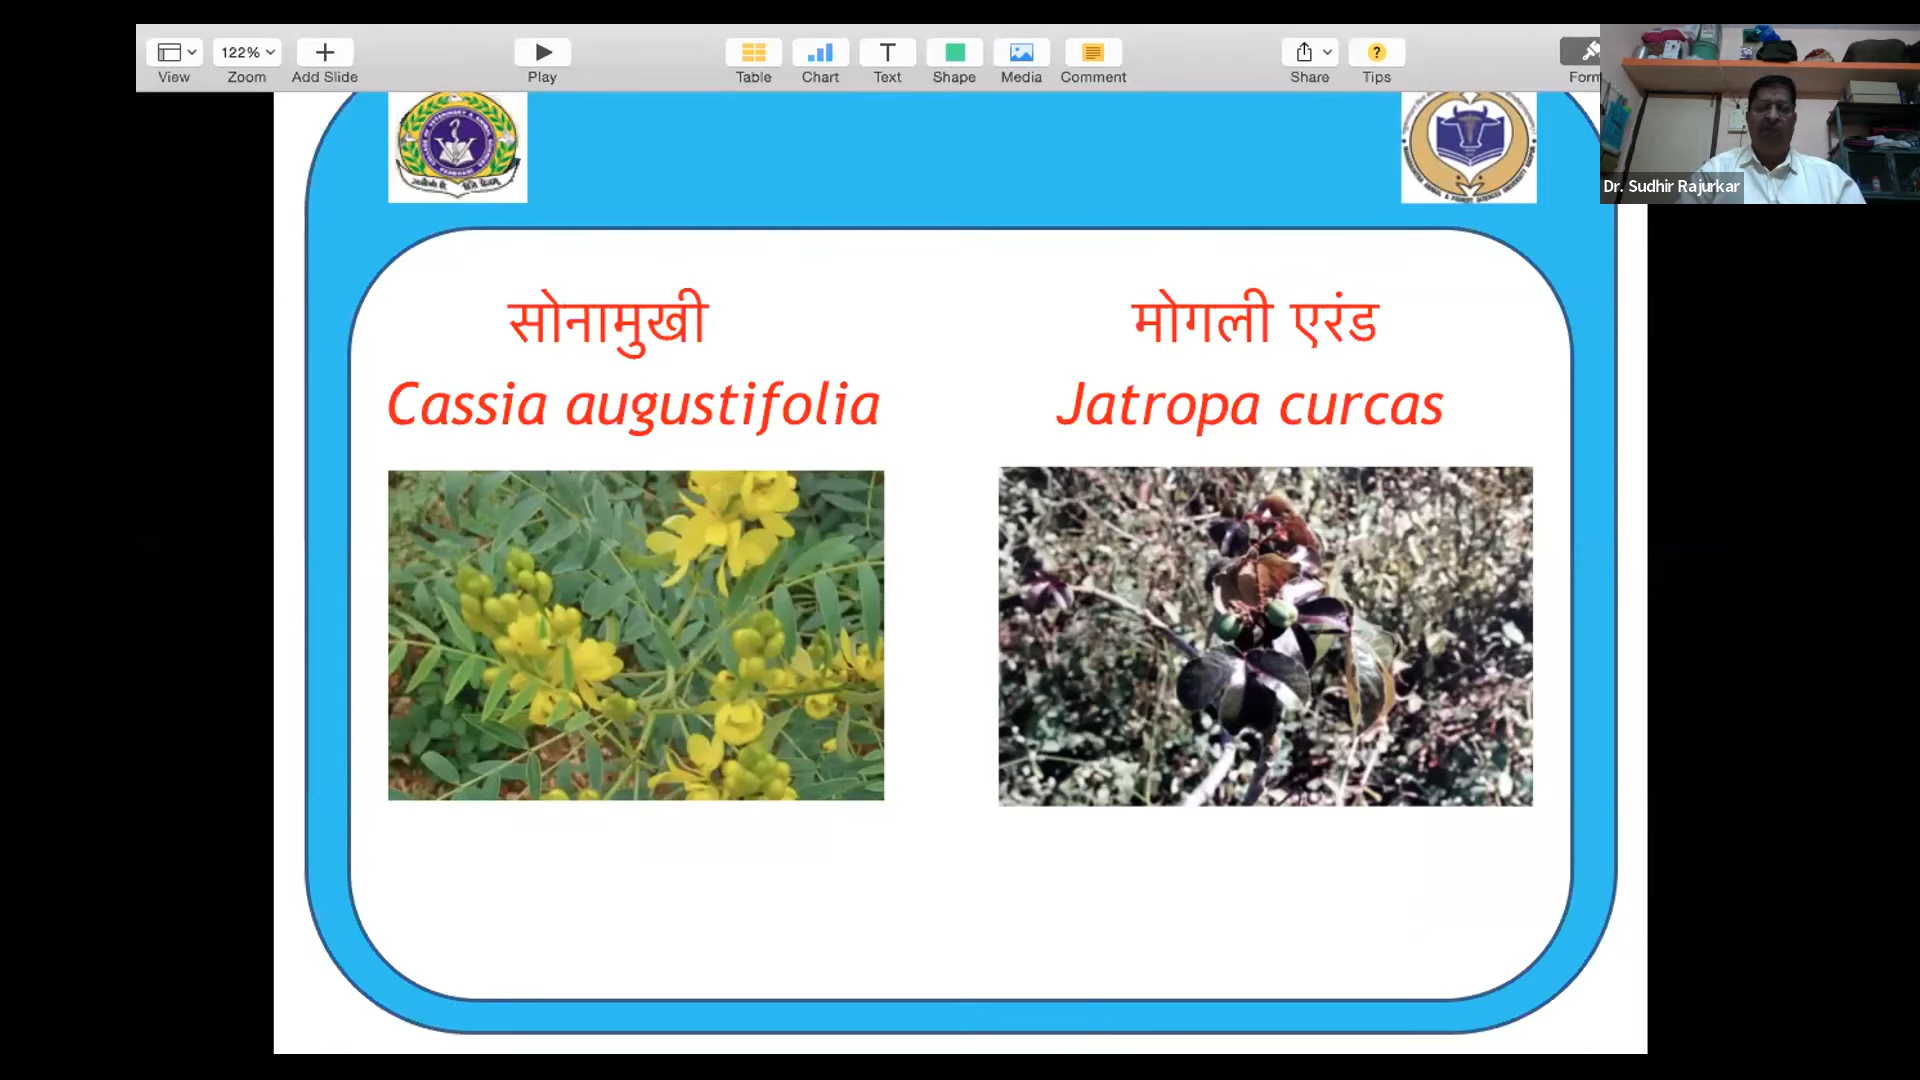 122%
View
Zoom
Add Slide
Play
Table
Chart
Text
Shape
Media
Comment
Share
Tips
Form
Dr. Sudhir Rajurkar
सोनामुखी
मोगली एरंड
Cassia augustifolia
Jatropa curcas